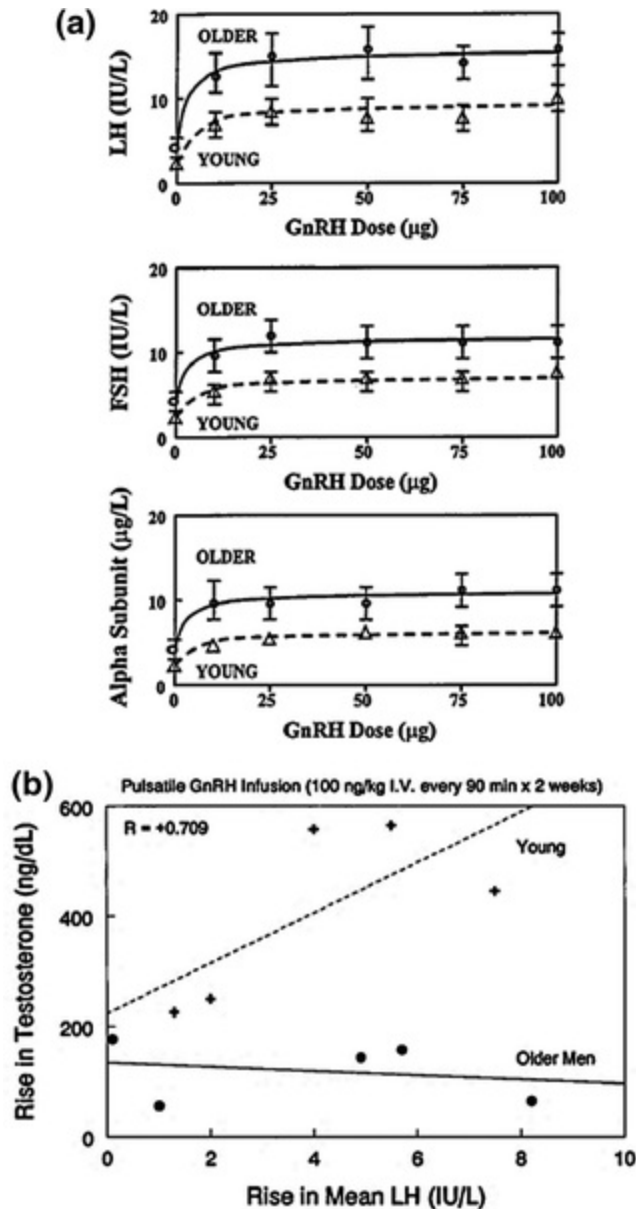 (a)
20
OLDER
LH (IU/L)
10
YOUNG
0
0 25 50 75 100
GnRH Dose (µg)
20
OLDER
FSH (IU/L)
10
YOUNG
0
0 25 50 75 100
GnRH Dose (µg)
20
OLDER
Alpha Subunit (µg/L)
10
YOUNG
0
0 25 50 75 100
GnRH Dose (µg)
(b)
Pulsatile GnRH Infusion (100 ng/kg I.V. every 90 min x 2 weeks)
600
R = +0.709
Young
Rise in Testosterone (ng/dL)
400
200
Older Men
0
0 2 4 6 8 10
Rise in Mean LH (IU/L)